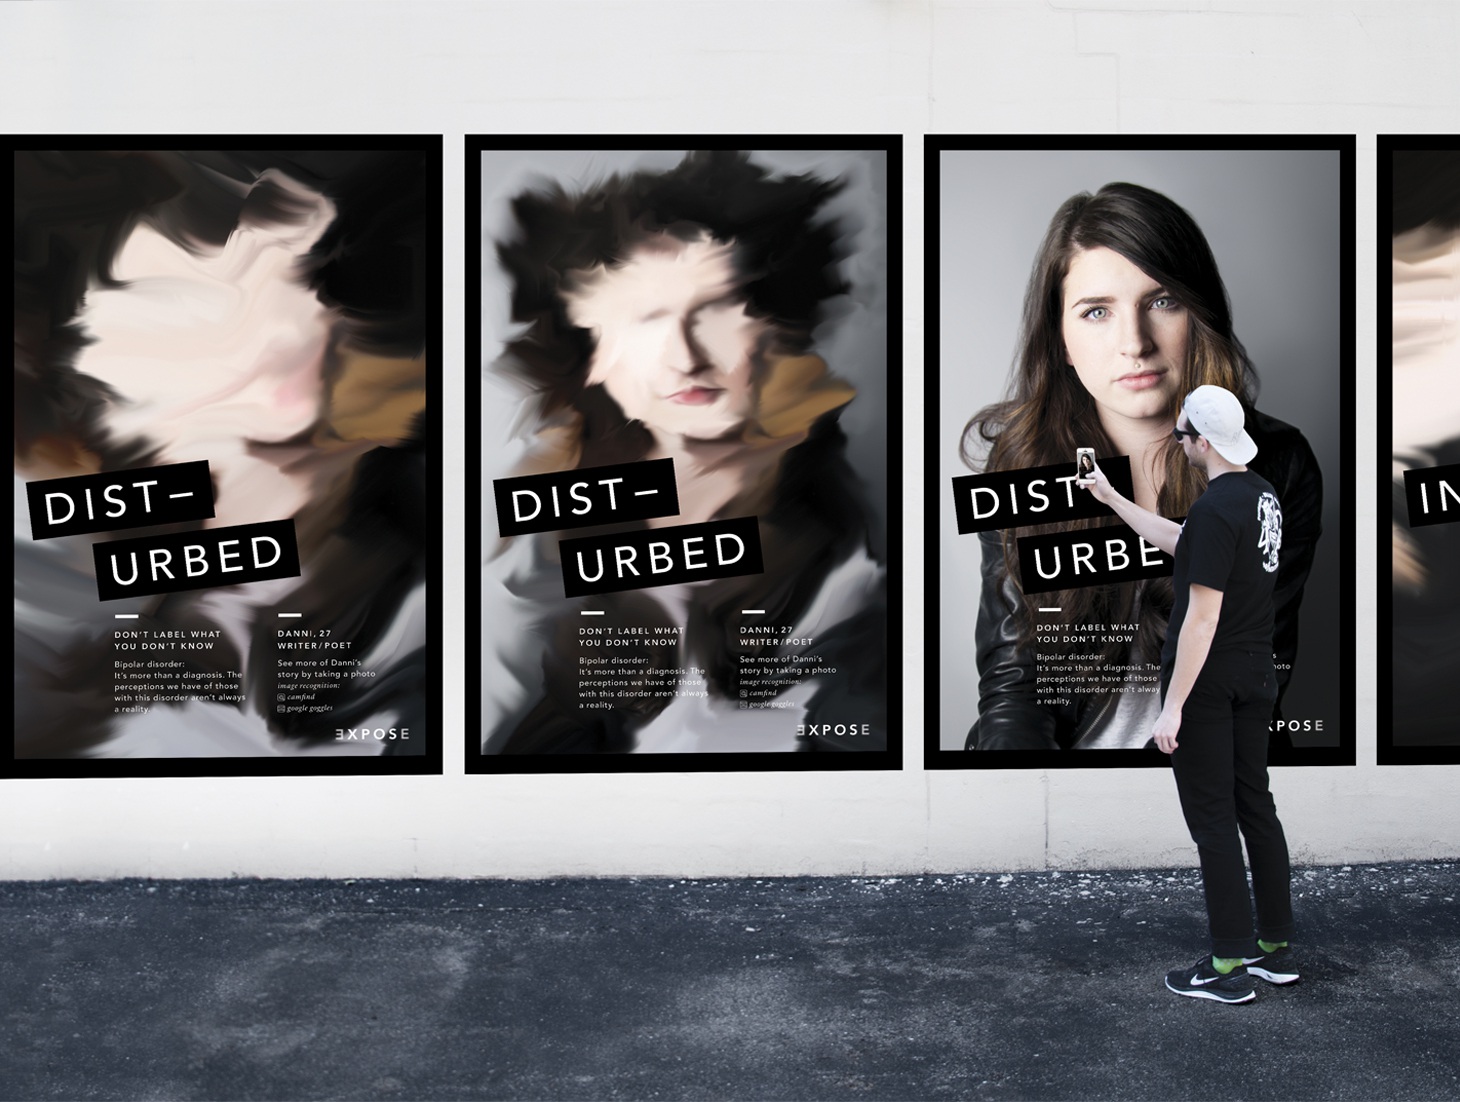 DIST–
URBED
DON'T LABEL WHAT
YOU DON'T KNOW
Bipolar disorder:
It's more than a diagnosis. The
perceptions we have of those
with this disorder aren't always
a reality.
DANNI, 27
WRITER/POET
See more of Danni's
story by taking a photo
image recognition:
camfind
google goggles
EXPOSE
DIST–
URBED
DON'T LABEL WHAT
YOU DON'T KNOW
Bipolar disorder:
It's more than a diagnosis. The
perceptions we have of those
with this disorder aren't always
a reality.
DANNI, 27
WRITER/POET
See more of Danni's
story by taking a photo
image recognition:
camfind
google goggles
EXPOSE
DIST
URBE
DON'T LABEL WHAT
YOU DON'T KNOW
Bipolar disorder:
It's more than a diagnosis. The
perceptions we have of those
with this disorder aren't always
a reality.
XPOSE
IN